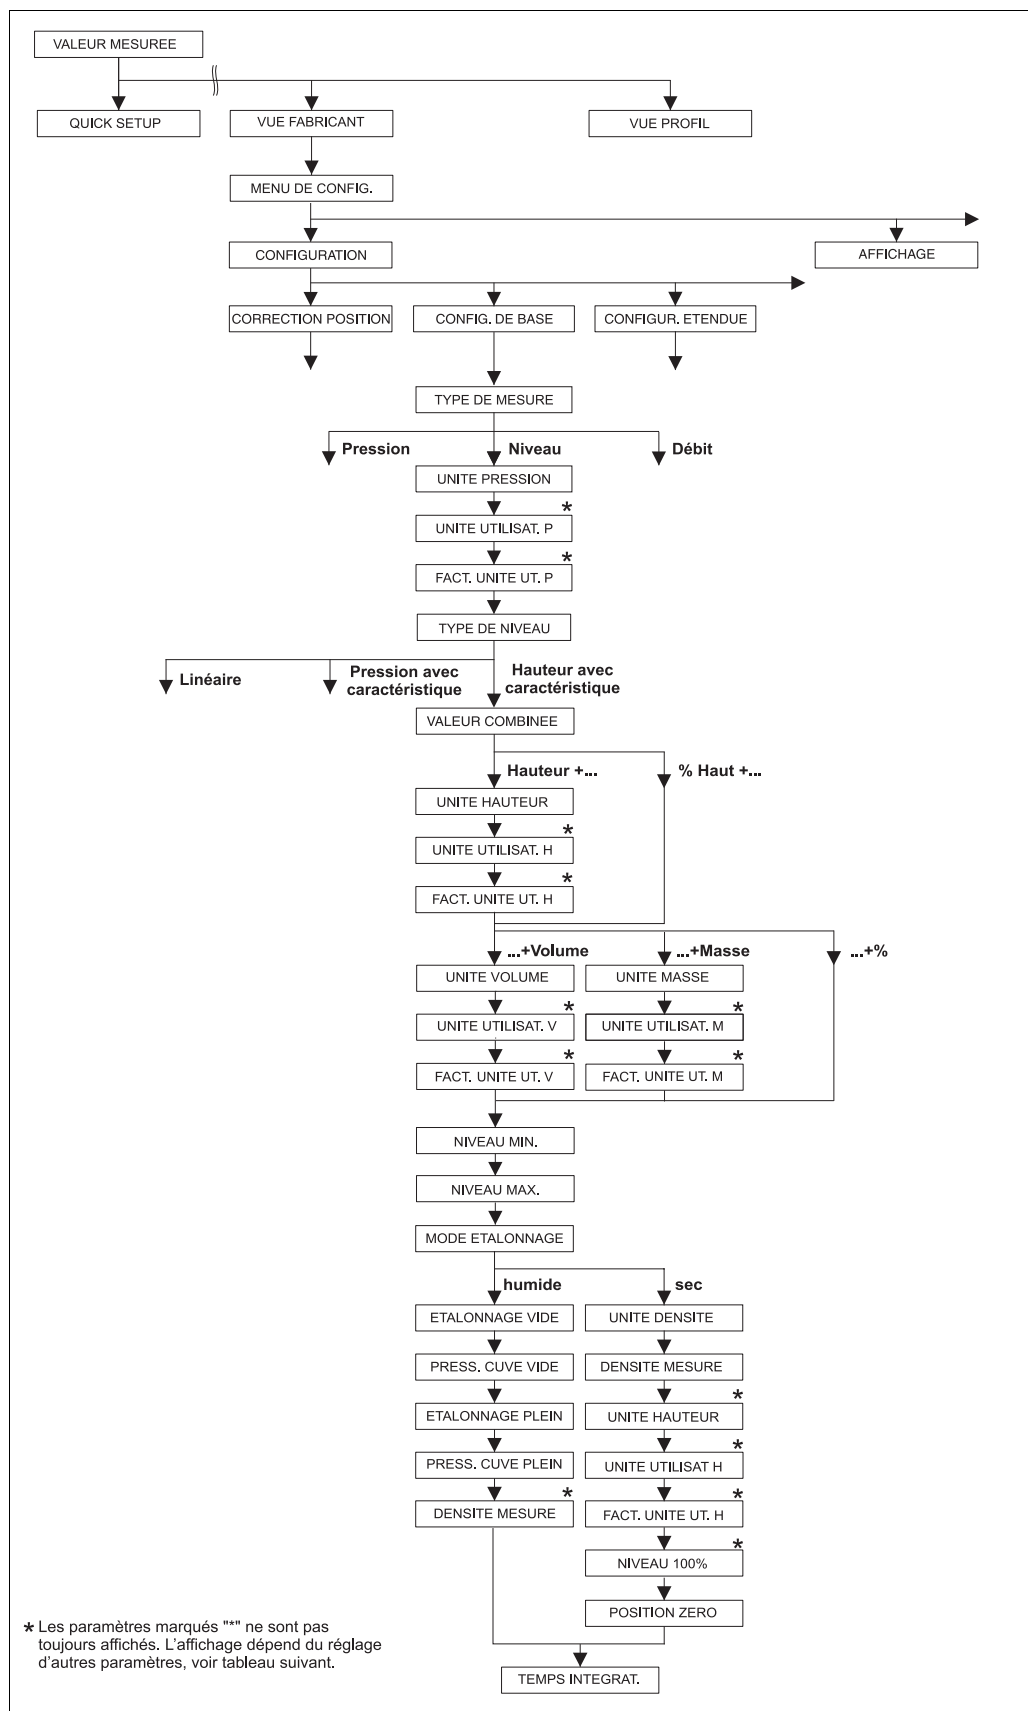 VALEUR MESUREE
QUICK SETUP
VUE FABRICANT
VUE PROFIL
MENU DE CONFIG.
CONFIGURATION
AFFICHAGE
CORRECTION POSITION
CONFIG. DE BASE
CONFIGUR. ETENDUE
TYPE DE MESURE
Pression
Niveau
Débit
UNITE PRESSION
*
UNITE UTILISAT. P
*
FACT. UNITE UT. P
TYPE DE NIVEAU
Linéaire
Pression avec
caractéristique
Hauteur avec
caractéristique
VALEUR COMBINEE
Hauteur +...
% Haut +...
UNITE HAUTEUR
*
UNITE UTILISAT. H
*
FACT. UNITE UT. H
...+Volume
...+Masse
...+%
UNITE VOLUME
UNITE MASSE
*
*
UNITE UTILISAT. V
UNITE UTILISAT. M
*
*
FACT. UNITE UT. V
FACT. UNITE UT. M
NIVEAU MIN.
NIVEAU MAX.
MODE ETALONNAGE
humide
sec
ETALONNAGE VIDE
UNITE DENSITE
PRESS. CUVE VIDE
DENSITE MESURE
*
ETALONNAGE PLEIN
UNITE HAUTEUR
*
PRESS. CUVE PLEIN
UNITE UTILISAT H
*
*
DENSITE MESURE
FACT. UNITE UT. H
*
NIVEAU 100%
POSITION ZERO
* Les paramètres marqués "*" ne sont pas
toujours affichés. L'affichage dépend du réglage
d'autres paramètres, voir tableau suivant.
TEMPS INTEGRAT.